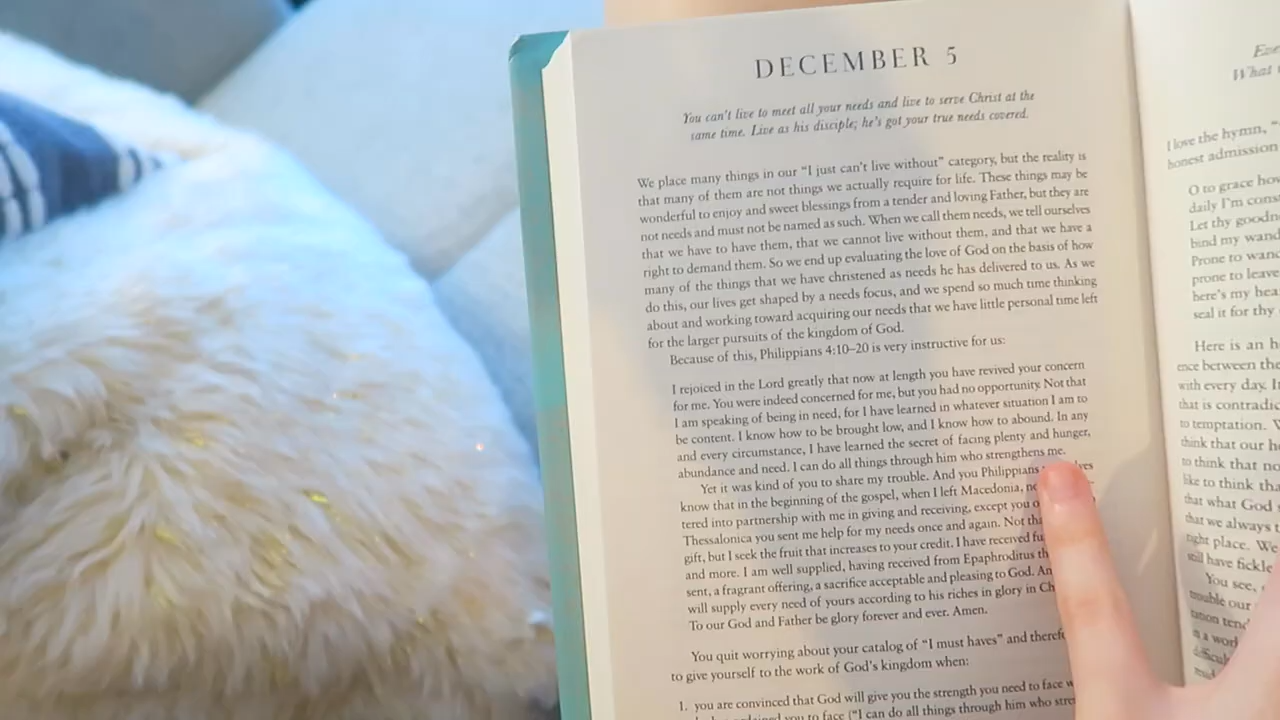 DECEMBER 5
You can't live to meet all your needs and live to serve Christ at the
same time. Live as his disciple; he's got your true needs covered.
We place many things in our “I just can't live without” category, but the reality is
that many of them are not things we actually require for life. These things may be
wonderful to enjoy and sweet blessings from a tender and loving Father, but they are
not needs and must not be named as such. When we call them needs, we tell ourselves
that we have to have them, that we cannot live without them, and that we have a
right to demand them. So we end up evaluating the love of God on the basis of how
many of the things that we have christened as needs he has delivered to us. As we
do this, our lives get shaped by a needs focus, and we spend so much time thinking
about and working toward acquiring our needs that we have little personal time left
for the larger pursuits of the kingdom of God.
Because of this, Philippians 4:10–20 is very instructive for us:
I rejoiced in the Lord greatly that now at length you have revived your concern
for me. You were indeed concerned for me, but you had no opportunity. Not that
I am speaking of being in need, for I have learned in whatever situation I am to
be content. I know how to be brought low, and I know how to abound. In any
and every circumstance, I have learned the secret of facing plenty and hunger,
abundance and need. I can do all things through him who strengthens me.
Yet it was kind of you to share my trouble. And you Philippians
know that in the beginning of the gospel, when I left Macedonia,
tered into partnership with me in giving and receiving, except you
Thessalonica you sent me help for my needs once and again. Not
gift, but I seek the fruit that increases to your credit. I have received
and more. I am well supplied, having received from Epaphroditus
sent, a fragrant offering, a sacrifice acceptable and pleasing to God.
will supply every need of yours according to his riches in glory in
To our God and Father be glory forever and ever. Amen.
You quit worrying about your catalog of “I must haves” and
to give yourself to the work of God's kingdom when:
1. you are convinced that God will give you the strength you need to face
you to face (“I can do all things through him who
What
I love the hymn, “
honest admission
O to grace how
daily I'm
Let thy
bind my
Prone to
prone to leave
here's my
seal it for thy
Here is an
ence between the
with every day.
that is
to temptation.
think that our
to think that
like to think
that what God
that we always
right place. We
still have fickle
You see,
trouble our